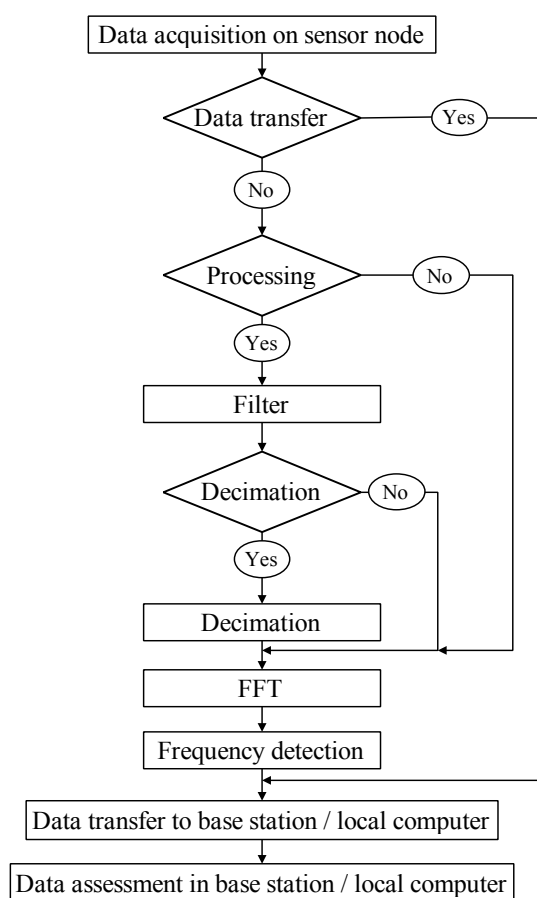 Data acquisition on sensor node
Data transfer
Yes
No
Processing
No
Yes
Filter
Decimation
No
Yes
Decimation
FFT
Frequency detection
Data transfer to base station / local computer
Data assessment in base station / local computer